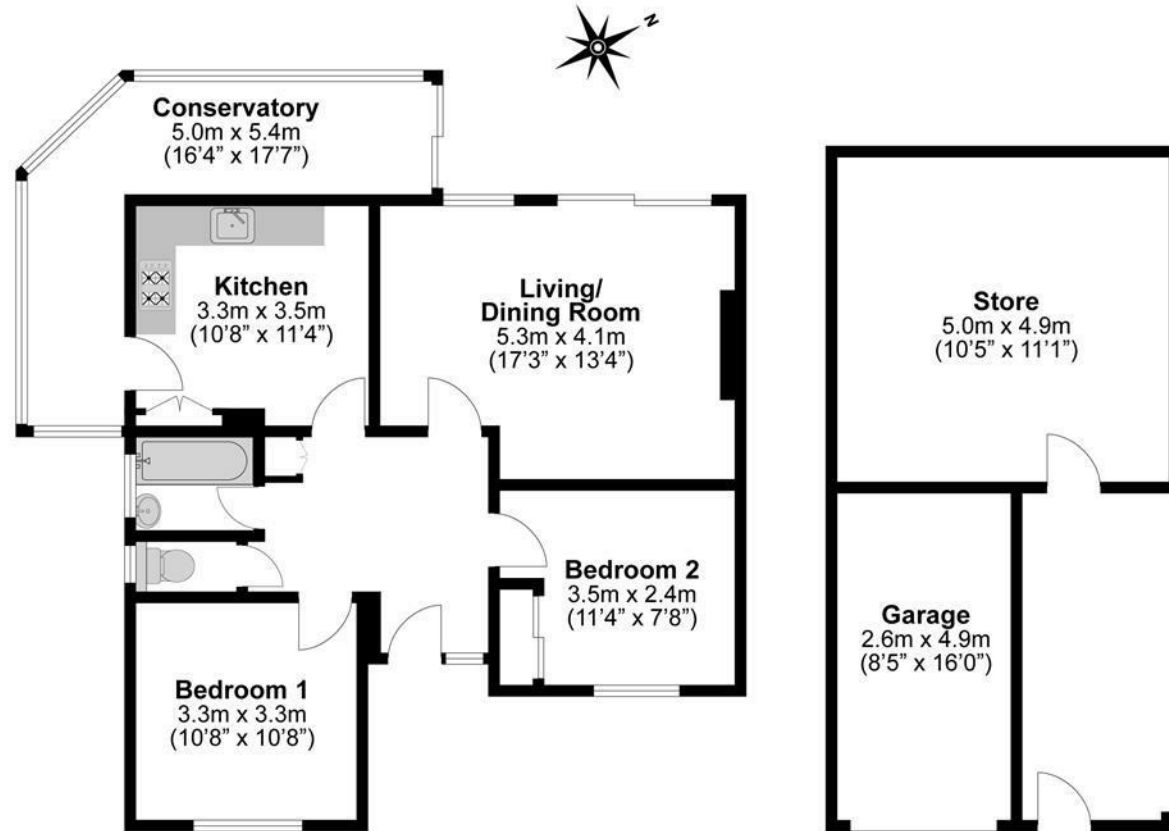 N
Conservatory
5.0m x 5.4m
(16'4” x 17'7”)
Kitchen
3.3m x 3.5m
(10'8” x 11'4”)
Living/
Dining Room
5.3m x 4.1m
(17'3” x 13'4”)
Store
5.0m x 4.9m
(10'5” x 11'1”)
Bedroom 2
3.5m x 2.4m
(11'4” x 7'8”)
Garage
2.6m x 4.9m
(8'5” x 16'0”)
Bedroom 1
3.3m x 3.3m
(10'8” x 10'8”)